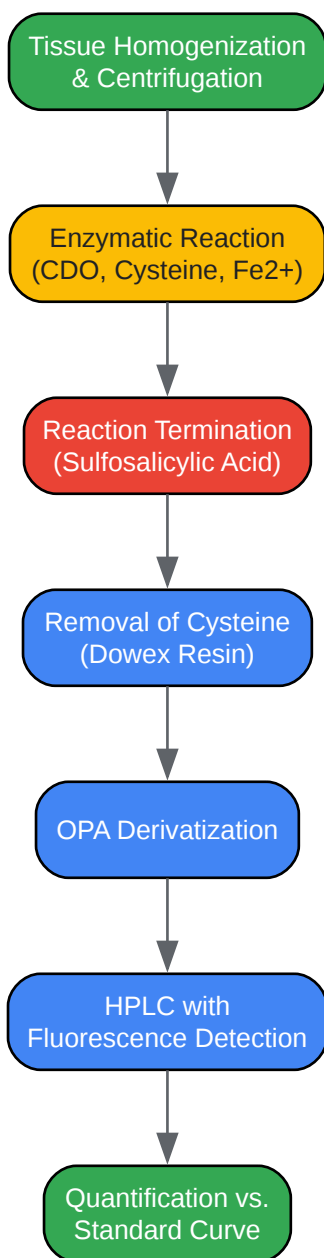 Tissue Homogenization
& Centrifugation
Enzymatic Reaction
(CDO, Cysteine, Fe2+)
Reaction Termination
(Sulfosalicylic Acid)
Removal of Cysteine
(Dowex Resin)
OPA Derivatization
HPLC with
Fluorescence Detection
Quantification vs.
Standard Curve